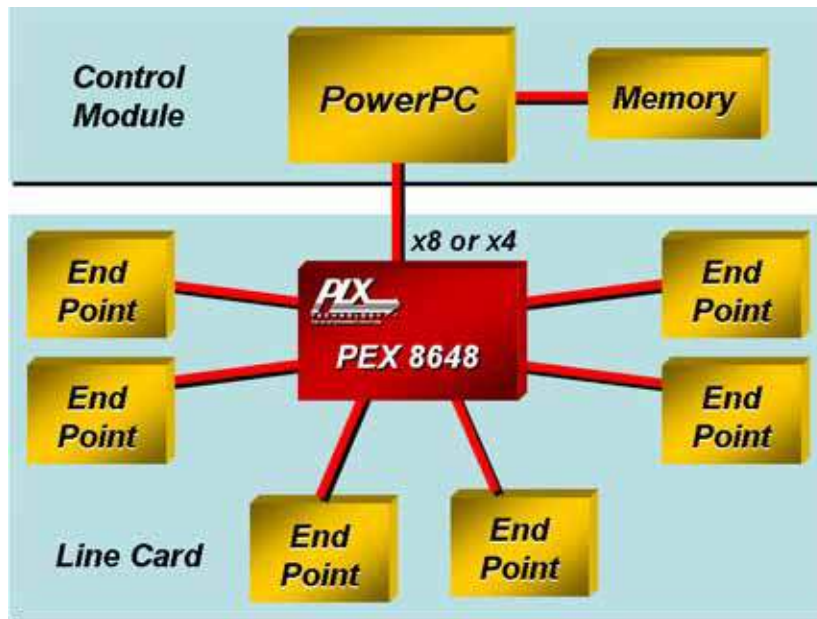 Control
Module
PowerPC
Memory
x8 or x4
End
Point
PLX
TECHNOLOGY
PEX 8648
End
Point
End
Point
End
Point
End
Point
End
Point
Line Card